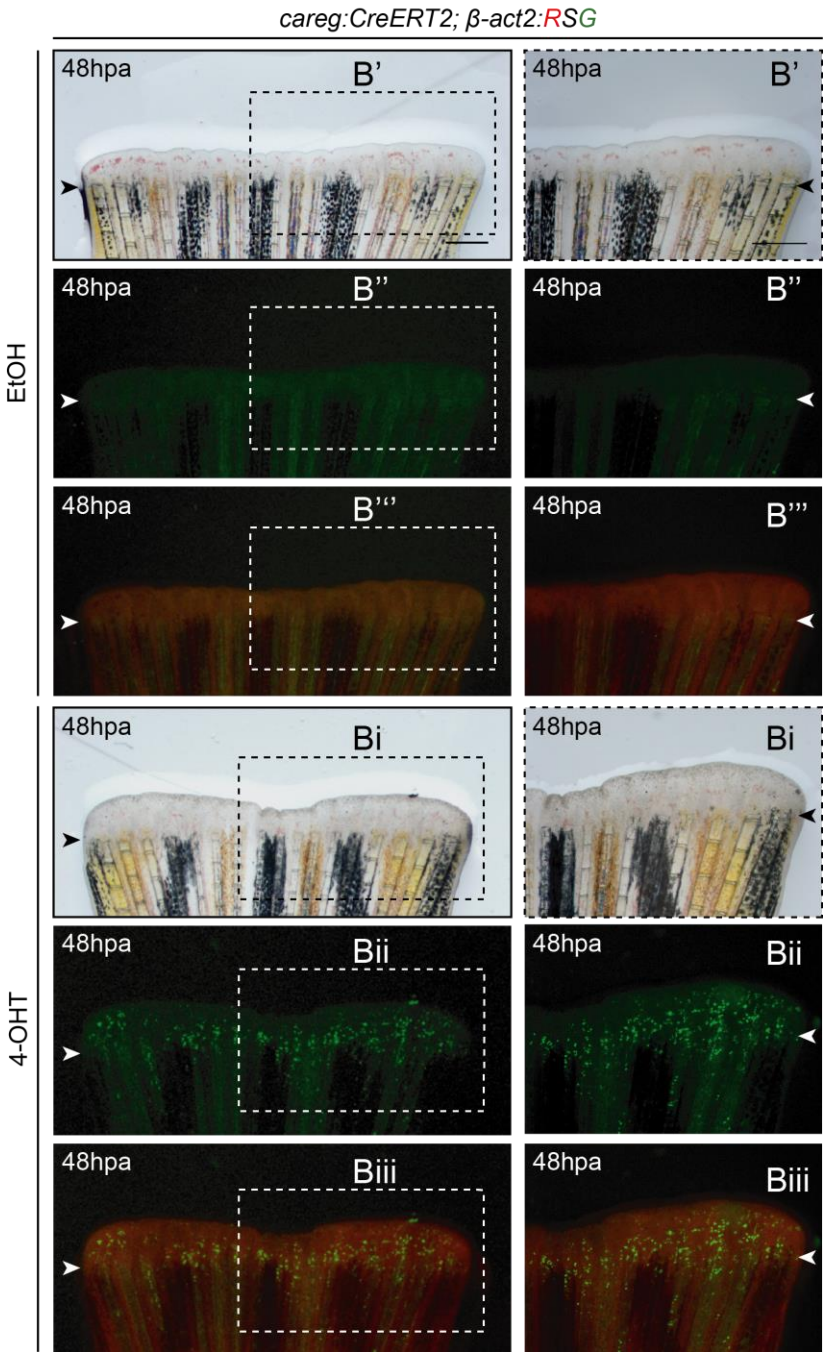 careg:CreERT2; β-act2:RSG
EtOH
48hpa B’
48hpa B’
48hpa B’’
48hpa B’’
48hpa B’‘’
48hpa B’’’
4-OHT
48hpa Bi
48hpa Bi
48hpa Bii
48hpa Bii
48hpa Biii
48hpa Biii